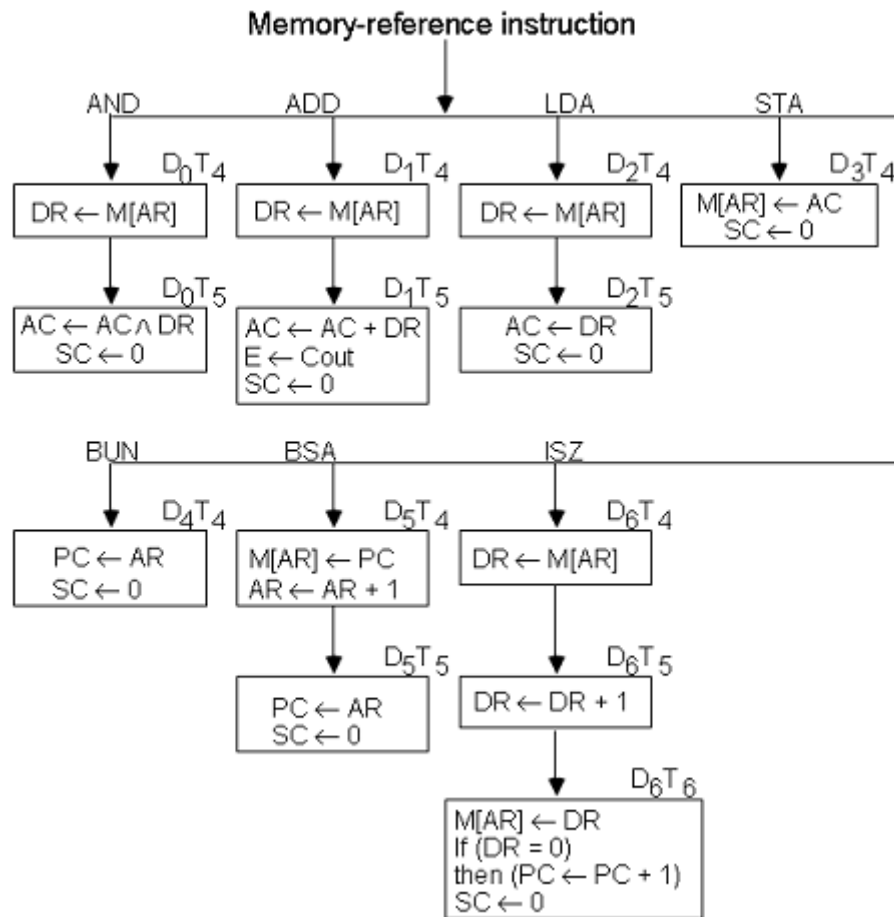 Memory-reference instruction
AND
ADD
LDA
STA
D₀T₄
D₁T₄
D₂T₄
D₃T₄
DR ← M[AR]
DR ← M[AR]
DR ← M[AR]
M[AR] ← AC
SC ← 0
D₀T₅
D₁T₅
D₂T₅
AC ← AC ∧ DR
SC ← 0
AC ← AC + DR
E ← Cout
SC ← 0
AC ← DR
SC ← 0
BUN
BSA
ISZ
D₄T₄
D₅T₄
D₆T₄
PC ← AR
SC ← 0
M[AR] ← PC
AR ← AR + 1
DR ← M[AR]
D₅T₅
D₆T₅
PC ← AR
SC ← 0
DR ← DR + 1
D₆T₆
M[AR] ← DR
If (DR = 0)
then (PC ← PC + 1)
SC ← 0